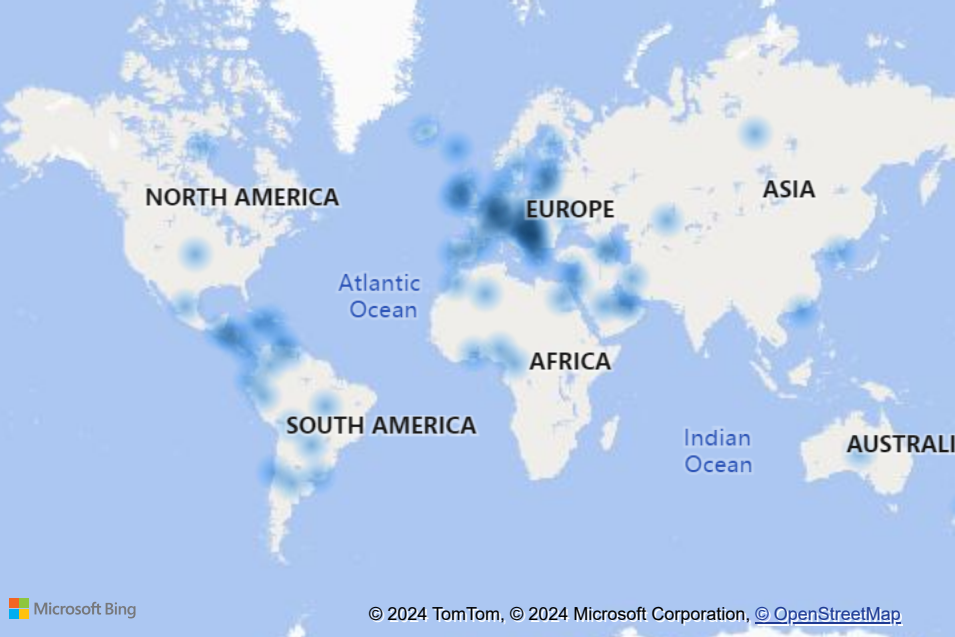 NORTH AMERICA
EUROPE
ASIA
Atlantic
Ocean
AFRICA
SOUTH AMERICA
Indian
Ocean
AUSTRALI
Microsoft Bing
© 2024 TomTom, © 2024 Microsoft Corporation, © OpenStreetMap